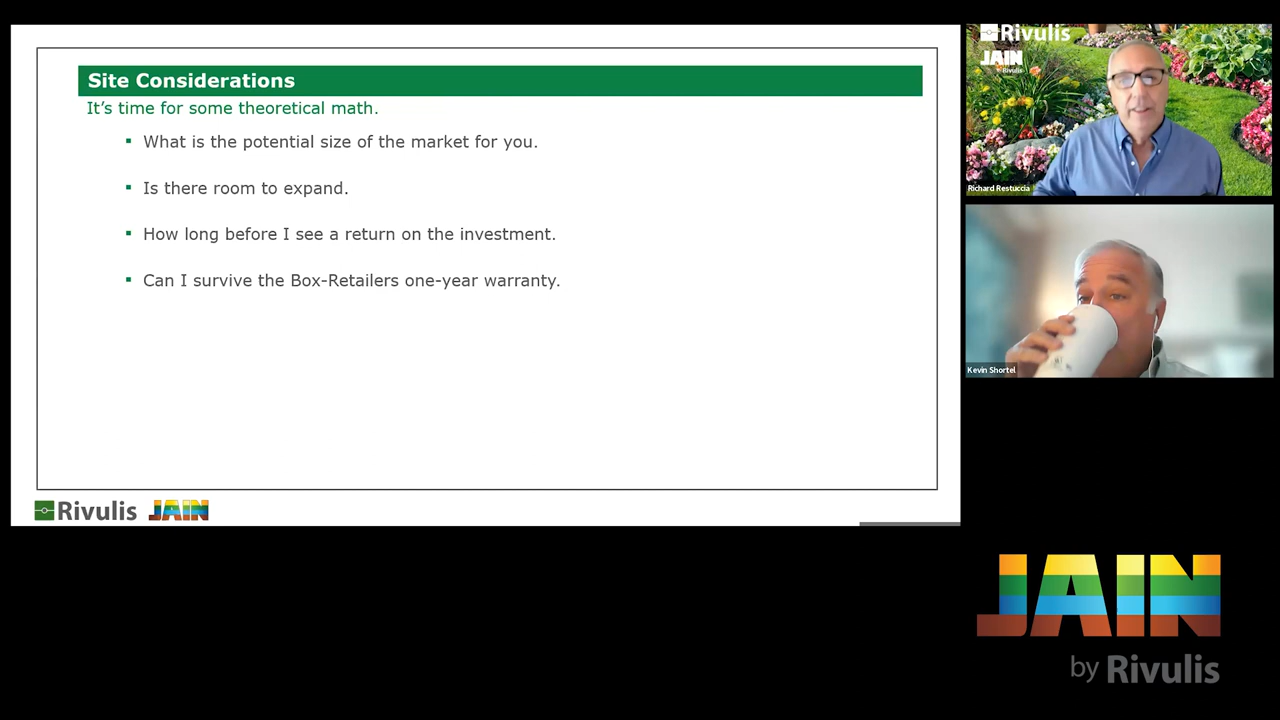 Site Considerations
It's time for some theoretical math.
What is the potential size of the market for you.
Is there room to expand.
How long before I see a return on the investment.
Can I survive the Box-Retailers one-year warranty.
Rivulis JAIN
Rivulis
JAIN
by Rivulis
Richard Restuccia
Kevin Shortel
JAIN
by Rivulis